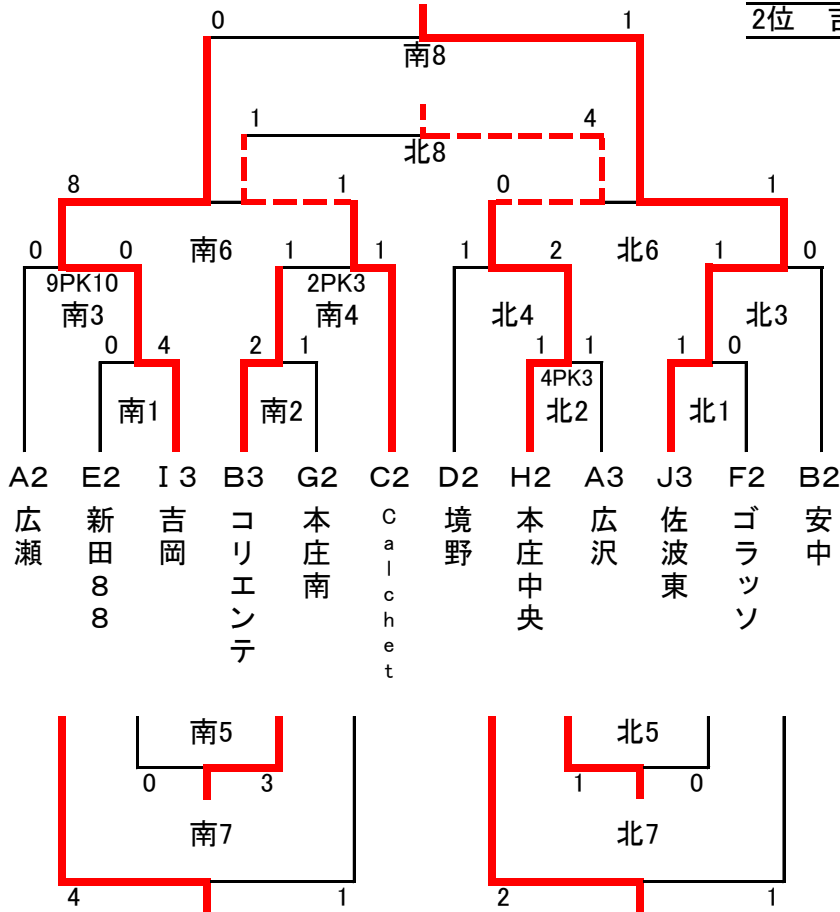 2位 吉
0 1
南8
1 4
北8
8 1 0 1
南6 北6
0 0 1 1 1 2 1 0
9PK10 2PK3
南3 南4 北4 北3
0 4 2 1 1 1 1 0
4PK3
南1 南2 北2 北1
A2 E2 I3 B3 G2 C2 D2 H2 A3 J3 F2 B2
広瀬
新田88
吉岡
コリエンテ
本庄南
Calchet
境野
本庄中央
広沢
佐波東
ゴラッソ
安中
南5 北5
0 3 1 0
南7 北7
4 1 2 1